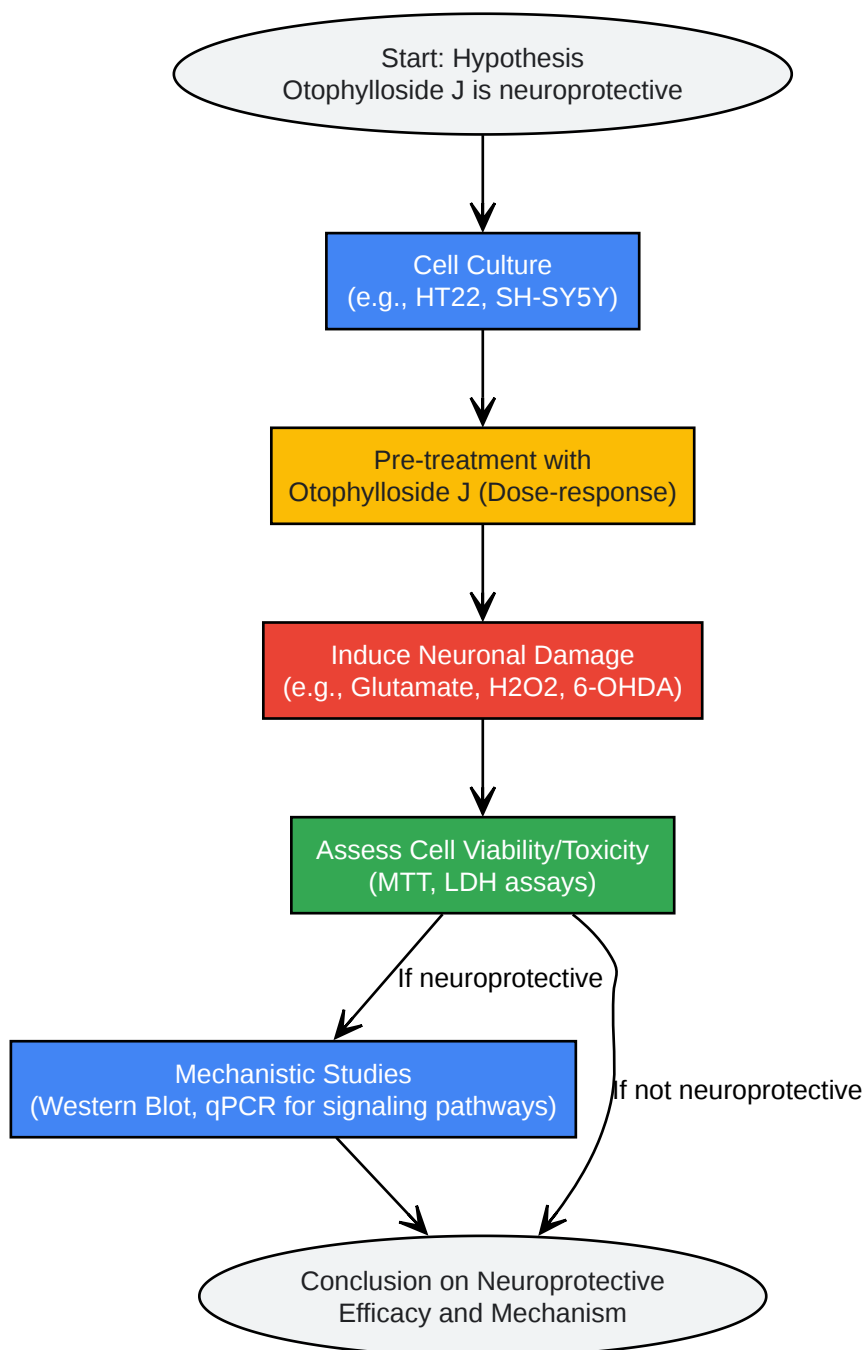 Start: Hypothesis
Otophylloside J is neuroprotective
Cell Culture
(e.g., HT22, SH-SY5Y)
Pre-treatment with
Otophylloside J (Dose-response)
Induce Neuronal Damage
(e.g., Glutamate, H2O2, 6-OHDA)
Assess Cell Viability/Toxicity
(MTT, LDH assays)
If neuroprotective
Mechanistic Studies
(Western Blot, qPCR for signaling pathways)
If not neuroprotective
Conclusion on Neuroprotective
Efficacy and Mechanism